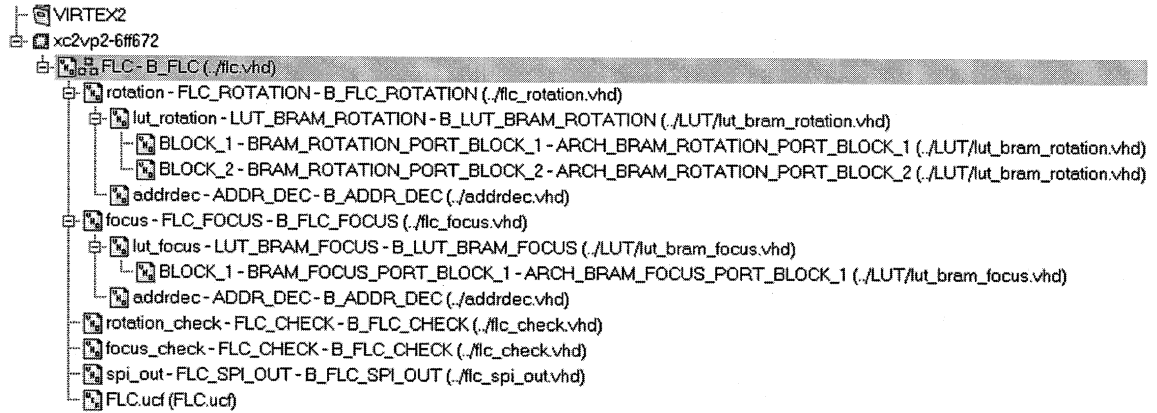 VIRTEX2
xc2vp2-6ff672
FLC - B_FLC (../flc.vhd)
rotation - FLC_ROTATION - B_FLC_ROTATION (../flc_rotation.vhd)
lut_rotation - LUT_BRAM_ROTATION - B_LUT_BRAM_ROTATION (../LUT/lut_bram_rotation.vhd)
BLOCK_1 - BRAM_ROTATION_PORT_BLOCK_1 - ARCH_BRAM_ROTATION_PORT_BLOCK_1 (../LUT/lut_bram_rotation.vhd)
BLOCK_2 - BRAM_ROTATION_PORT_BLOCK_2 - ARCH_BRAM_ROTATION_PORT_BLOCK_2 (../LUT/lut_bram_rotation.vhd)
addrdec - ADDR_DEC - B_ADDR_DEC (../addrdec.vhd)
focus - FLC_FOCUS - B_FLC_FOCUS (../flc_focus.vhd)
lut_focus - LUT_BRAM_FOCUS - B_LUT_BRAM_FOCUS (../LUT/lut_bram_focus.vhd)
BLOCK_1 - BRAM_FOCUS_PORT_BLOCK_1 - ARCH_BRAM_FOCUS_PORT_BLOCK_1 (../LUT/lut_bram_focus.vhd)
addrdec - ADDR_DEC - B_ADDR_DEC (../addrdec.vhd)
rotation_check - FLC_CHECK - B_FLC_CHECK (../flc_check.vhd)
focus_check - FLC_CHECK - B_FLC_CHECK (../flc_check.vhd)
spi_out - FLC_SPI_OUT - B_FLC_SPI_OUT (../flc_spi_out.vhd)
FLC.ucf (FLC.ucf)